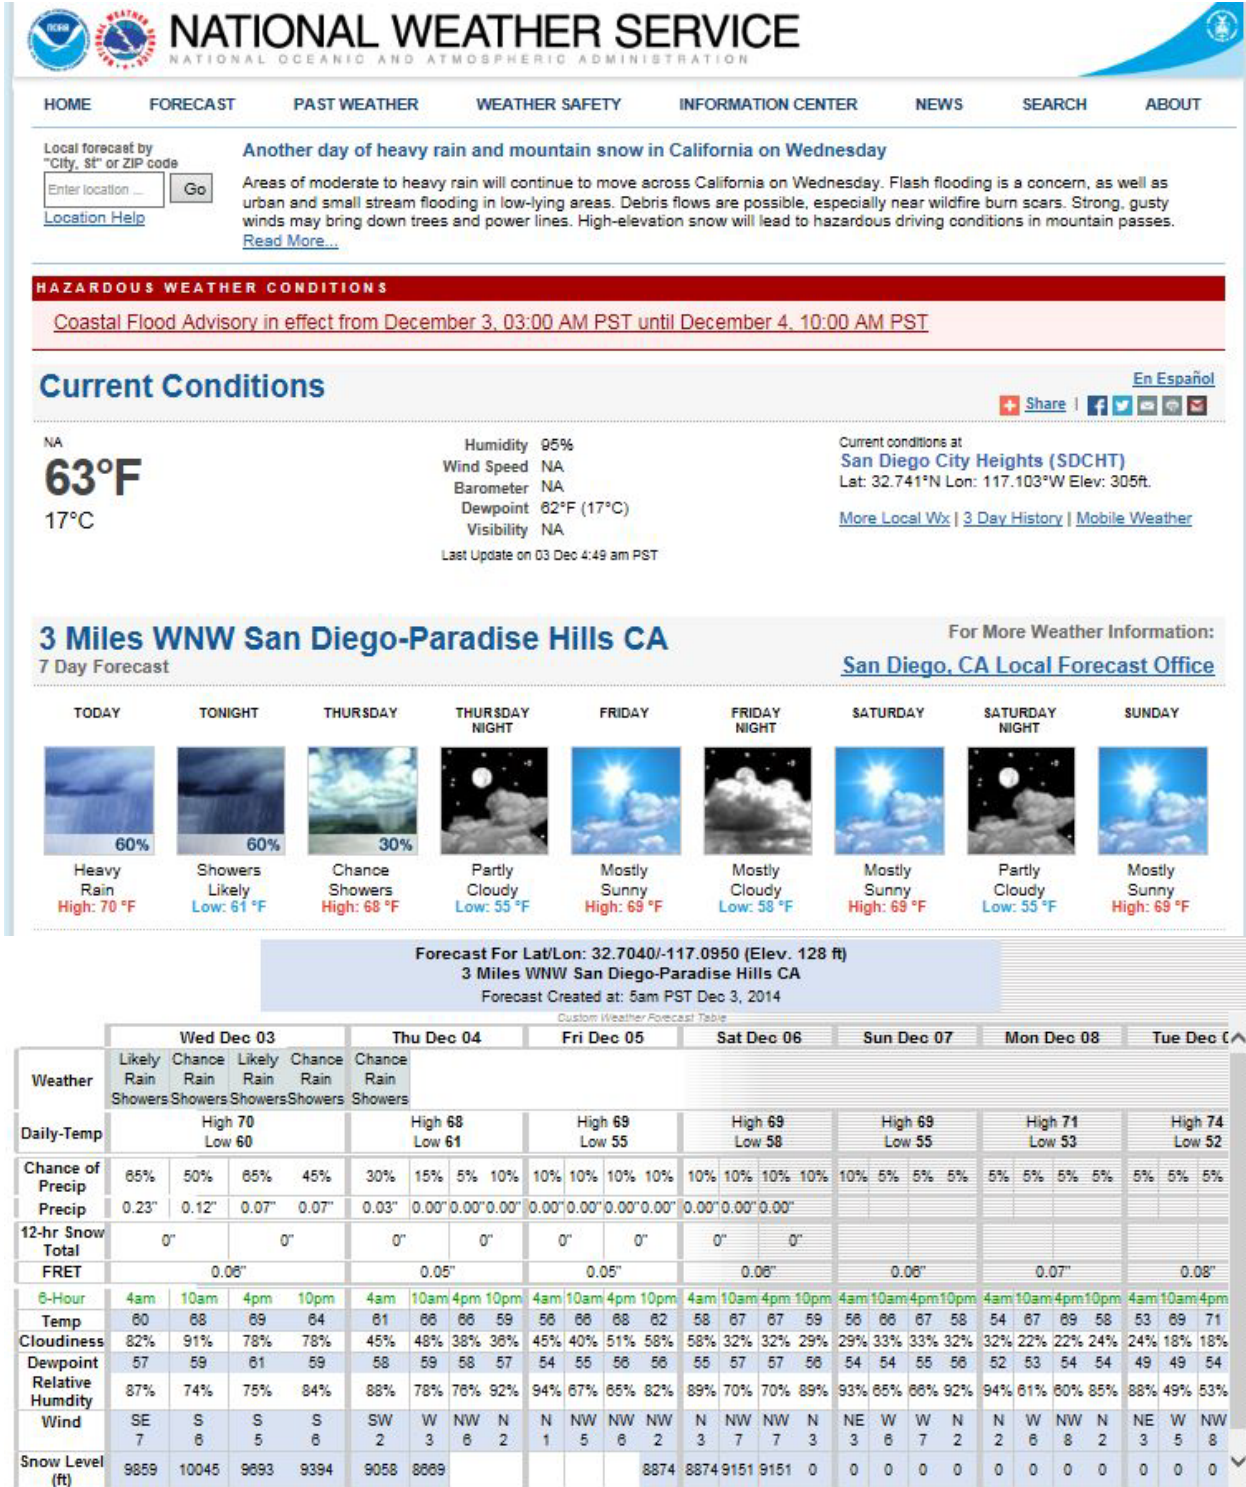 NATIONAL WEATHER SERVICE
NATIONAL OCEANIC AND ATMOSPHERIC ADMINISTRATION
HOME FORECAST PAST WEATHER WEATHER SAFETY INFORMATION CENTER NEWS SEARCH ABOUT
Local forecast by
"City, St" or ZIP code
Enter location ... Go
Location Help
Another day of heavy rain and mountain snow in California on Wednesday
Areas of moderate to heavy rain will continue to move across California on Wednesday. Flash flooding is a concern, as well as
urban and small stream flooding in low-lying areas. Debris flows are possible, especially near wildfire burn scars. Strong, gusty
winds may bring down trees and power lines. High-elevation snow will lead to hazardous driving conditions in mountain passes.
Read More...
HAZARDOUS WEATHER CONDITIONS
Coastal Flood Advisory in effect from December 3, 03:00 AM PST until December 4, 10:00 AM PST
Current Conditions
En Español
Share |
NA
63°F
17°C
Humidity 95%
Wind Speed NA
Barometer NA
Dewpoint 62°F (17°C)
Visibility NA
Last Update on 03 Dec 4:49 am PST
Current conditions at
San Diego City Heights (SDCHT)
Lat: 32.741°N Lon: 117.103°W Elev: 305ft.
More Local Wx | 3 Day History | Mobile Weather
3 Miles WNW San Diego-Paradise Hills CA
7 Day Forecast
For More Weather Information:
San Diego, CA Local Forecast Office
TODAY TONIGHT THURSDAY THURSDAY NIGHT FRIDAY FRIDAY NIGHT SATURDAY SATURDAY NIGHT SUNDAY
60% 60% 30%
Heavy Showers Chance Partly Mostly Mostly Mostly Partly Mostly
Rain Likely Showers Cloudy Sunny Cloudy Sunny Cloudy Sunny
High: 70 °F Low: 61 °F High: 68 °F Low: 55 °F High: 69 °F Low: 58 °F High: 69 °F Low: 55 °F High: 69 °F
Forecast For Lat/Lon: 32.7040/-117.0950 (Elev. 128 ft)
3 Miles WNW San Diego-Paradise Hills CA
Forecast Created at: 5am PST Dec 3, 2014
Custom Weather Forecast Table
Wed Dec 03 Thu Dec 04 Fri Dec 05 Sat Dec 06 Sun Dec 07 Mon Dec 08 Tue Dec
Likely Chance Likely Chance Chance
Weather Rain Rain Rain Rain Rain
Showers Showers Showers Showers Showers
Daily-Temp High 70 High 68 High 69 High 69 High 69 High 71 High 74
Low 60 Low 61 Low 55 Low 58 Low 55 Low 53 Low 52
Chance of Precip 65% 50% 65% 45% 30% 15% 5% 10% 10% 10% 10% 10% 10% 10% 10% 10% 10% 5% 5% 5% 5% 5% 5% 5% 5% 5% 5%
Precip 0.23" 0.12" 0.07" 0.07" 0.03" 0.00" 0.00" 0.00" 0.00" 0.00" 0.00" 0.00" 0.00" 0.00" 0.00"
12-hr Snow Total 0" 0" 0" 0" 0" 0" 0" 0"
FRET 0.06" 0.05" 0.05" 0.06" 0.06" 0.07" 0.08"
6-Hour 4am 10am 4pm 10pm 4am 10am 4pm 10pm 4am 10am 4pm 10pm 4am 10am 4pm 10pm 4am 10am 4pm 10pm 4am 10am 4pm 10pm 4am 10am 4pm
Temp 60 68 69 64 61 66 66 59 56 66 68 62 58 67 67 59 56 66 67 58 54 67 69 58 53 69 71
Cloudiness 82% 91% 78% 78% 45% 48% 38% 36% 45% 40% 51% 58% 58% 32% 32% 29% 29% 33% 33% 32% 32% 22% 22% 24% 24% 18% 18%
Dewpoint 57 59 61 59 58 59 58 57 54 55 56 56 55 57 57 56 54 54 55 56 52 53 54 54 49 49 54
Relative Humdity 87% 74% 75% 84% 88% 78% 76% 92% 94% 67% 65% 82% 89% 70% 70% 89% 93% 65% 66% 92% 94% 61% 60% 85% 88% 49% 53%
Wind SE S S S SW W NW N N NW NW NW N NW NW N NE W W N N W NW N NE W NW
7 6 5 6 2 3 6 2 1 5 6 2 3 7 7 3 3 6 7 2 2 6 8 2 3 5 8
Snow Level (ft) 9859 10045 9693 9394 9058 8669 8874 8874 9151 9151 0 0 0 0 0 0 0 0 0 0 0 0